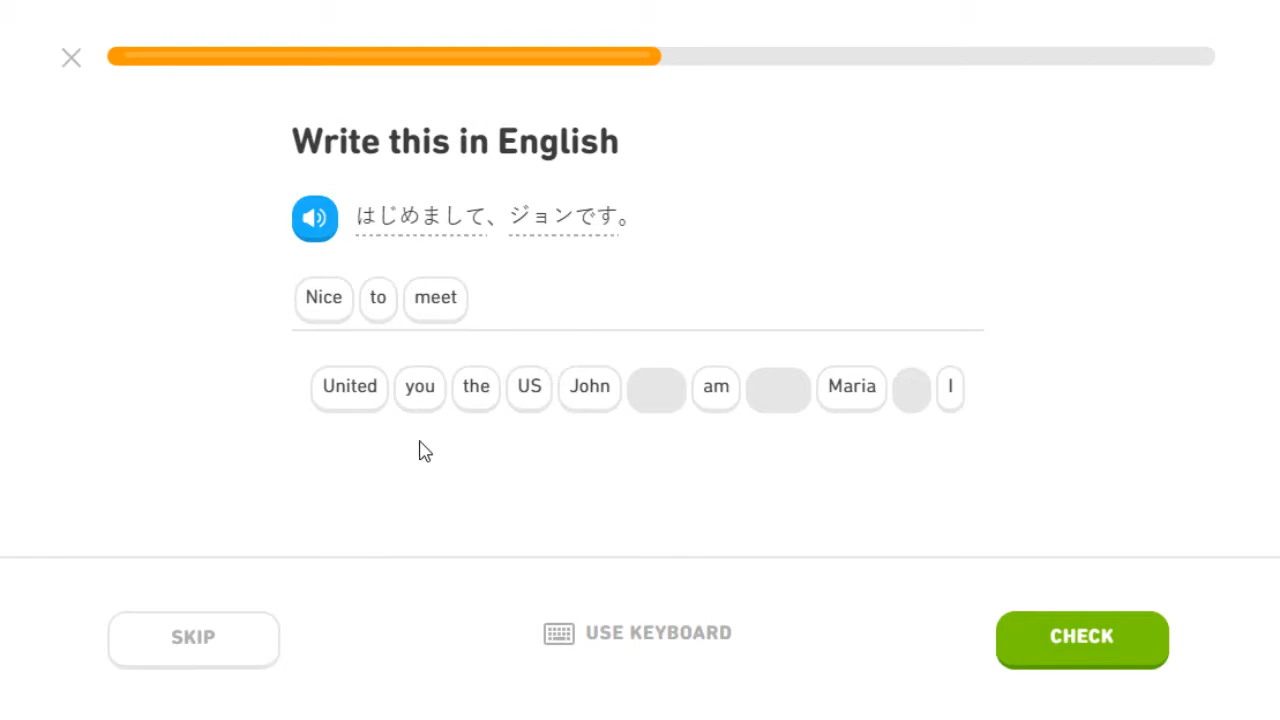 Write this in English
はじめまして、ジョンです。
Nice to meet
United you the US John am Maria I
SKIP USE KEYBOARD CHECK